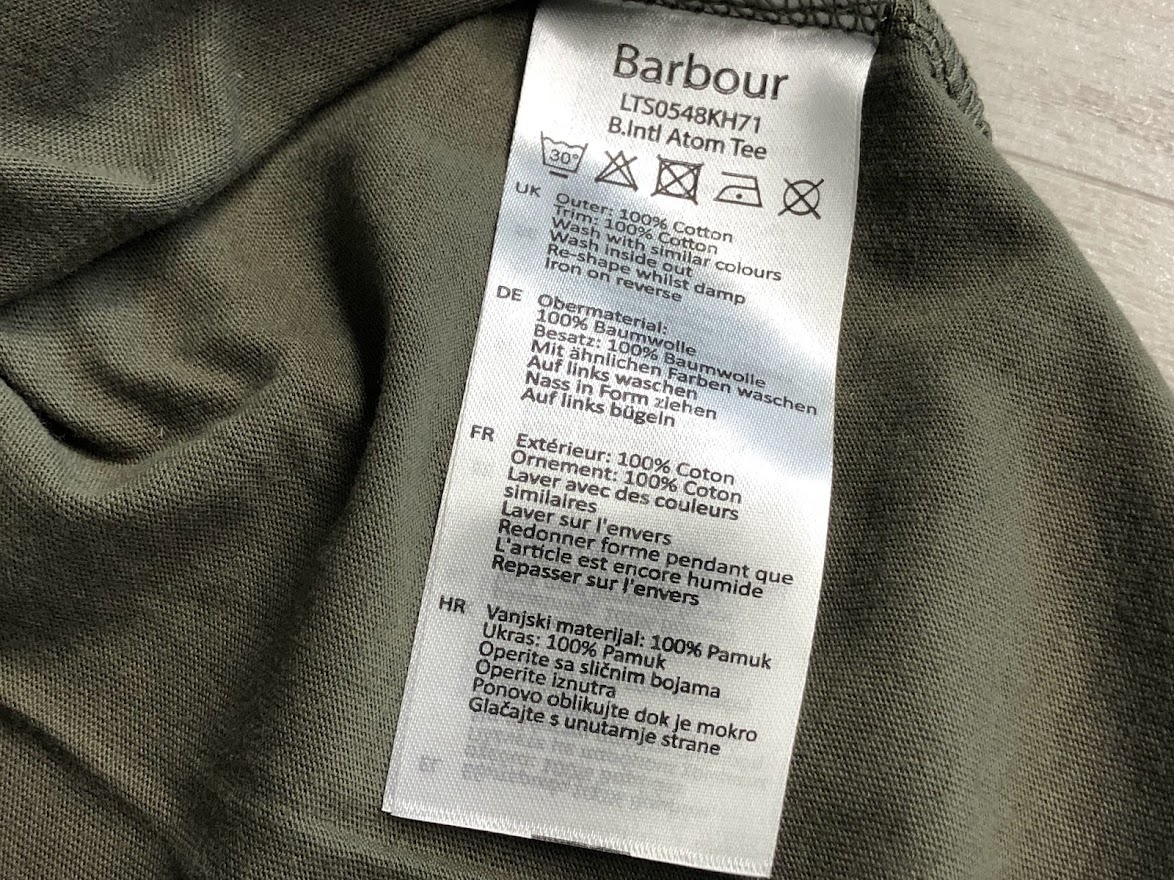 Barbour
LTS0548KH71
B.Intl Atom Tee
30°
UK Outer: 100% Cotton
Trim: 100% Cotton
Wash with similar colours
Wash Inside out
Re-shape whilst damp
Iron on reverse
DE Obermaterial:
100% Baumwolle
Besatz: 100% Baumwolle
Mit ähnlichen Farben waschen
Auf links waschen
Nass in Form ziehen
Auf links bügeln
FR Extérieur: 100% Coton
Ornement: 100% Coton
Laver avec des couleurs
similaires
Laver sur l'envers
Redonner forme pendant que
L'article est encore humide
Repasser sur l'envers
HR Vanjski materijal: 100% Pamuk
Ukras: 100% Pamuk
Operite sa sličnim bojama
Operite iznutra
Ponovo oblikujte dok je mokro
Glačajte s unutarnje strane